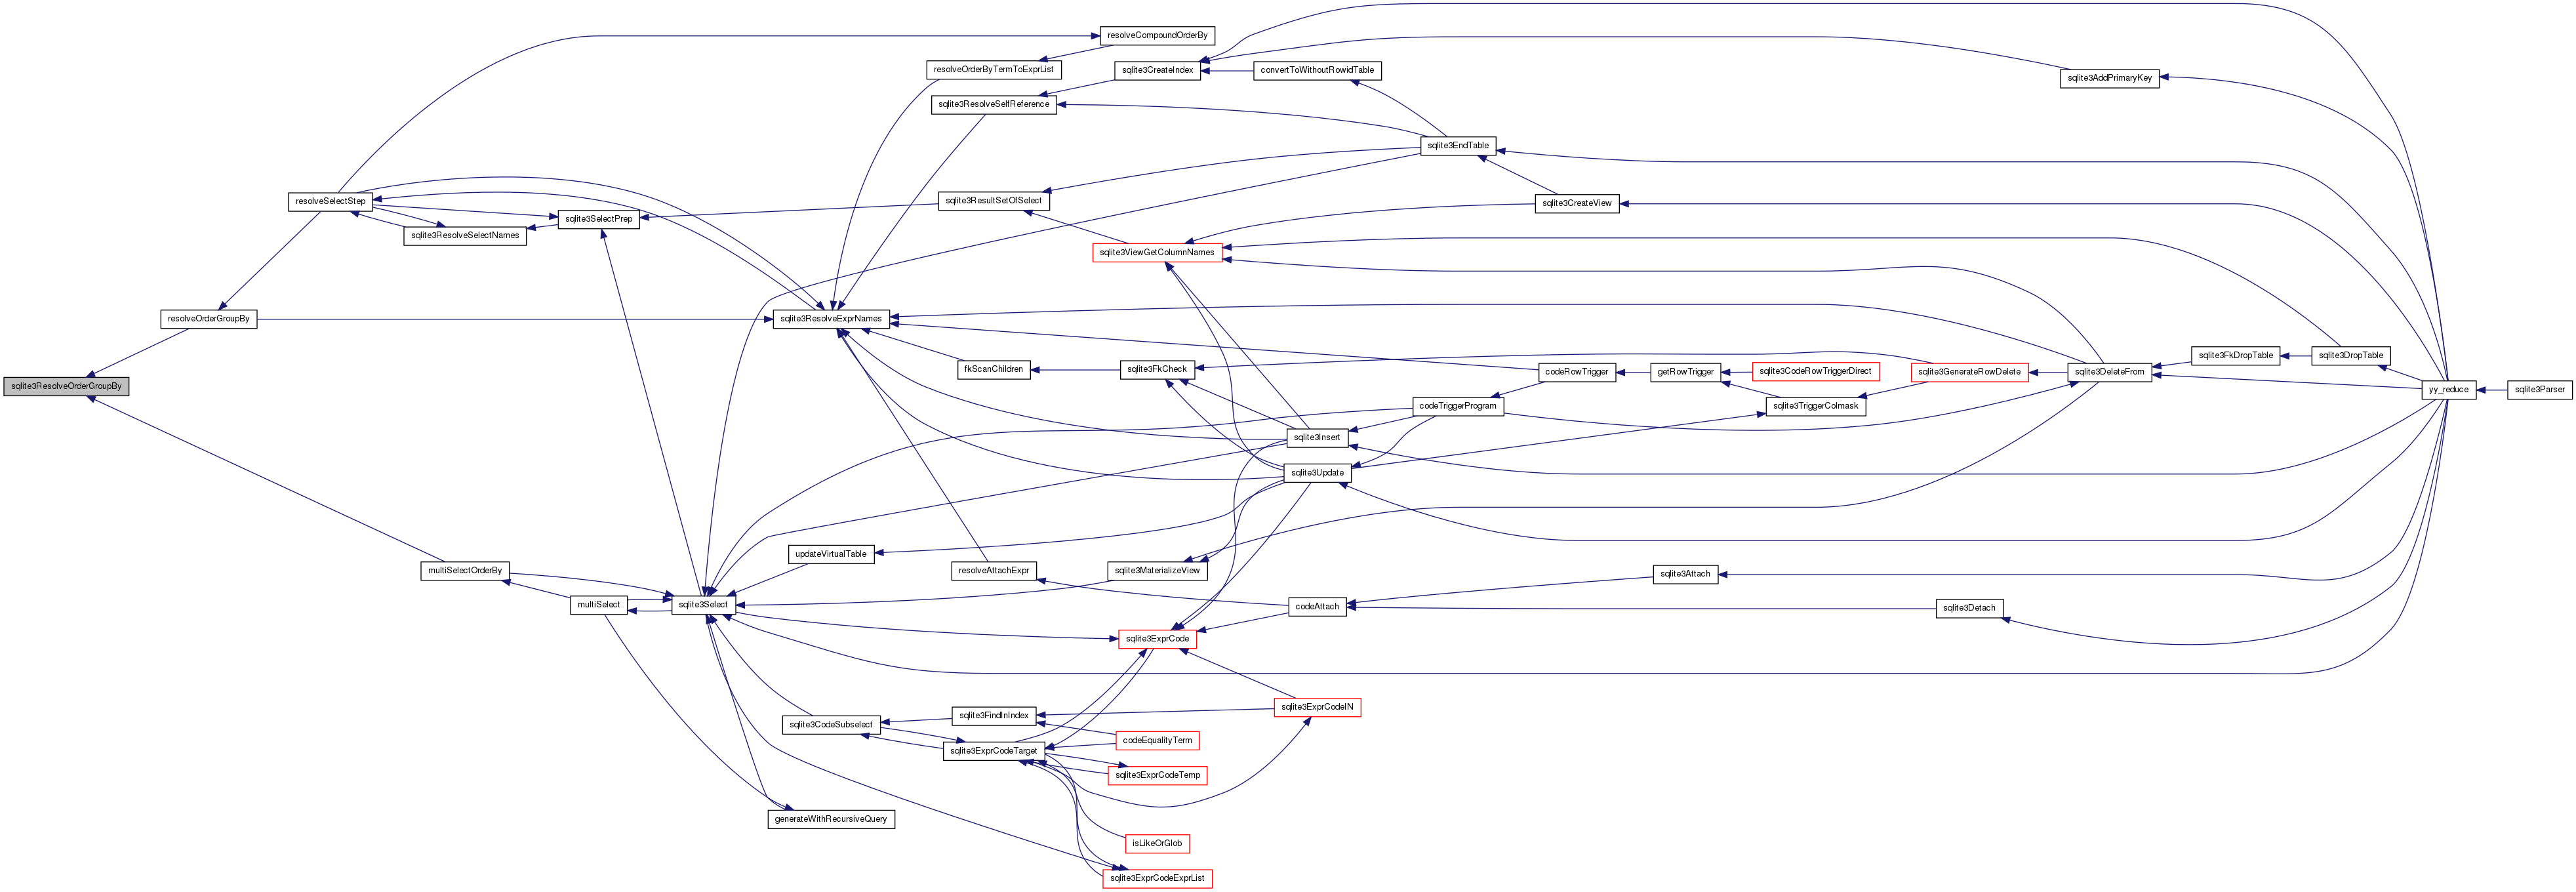 resolveCompoundOrderBy
resolveOrderByTermToExprList
sqlite3CreateIndex
convertToWithoutRowidTable
sqlite3AddPrimaryKey
sqlite3ResolveSelfReference
sqlite3EndTable
resolveSelectStep
sqlite3ResultSetOfSelect
sqlite3CreateView
sqlite3SelectPrep
sqlite3ResolveSelectNames
sqlite3ViewGetColumnNames
resolveOrderGroupBy
sqlite3ResolveExprNames
sqlite3FkDropTable
sqlite3DropTable
fkScanChildren
sqlite3FkCheck
codeRowTrigger
getRowTrigger
sqlite3CodeRowTriggerDirect
sqlite3GenerateRowDelete
sqlite3DeleteFrom
sqlite3ResolveOrderGroupBy
yy_reduce
sqlite3Parser
codeTriggerProgram
sqlite3TriggerColmask
sqlite3Insert
sqlite3Update
updateVirtualTable
multiSelectOrderBy
resolveAttachExpr
sqlite3MaterializeView
sqlite3Attach
multiSelect
sqlite3Select
codeAttach
sqlite3Detach
sqlite3ExprCode
sqlite3ExprCodeIN
sqlite3CodeSubselect
sqlite3FindInIndex
codeEqualityTerm
sqlite3ExprCodeTarget
sqlite3ExprCodeTemp
generateWithRecursiveQuery
isLikeOrGlob
sqlite3ExprCodeExprList